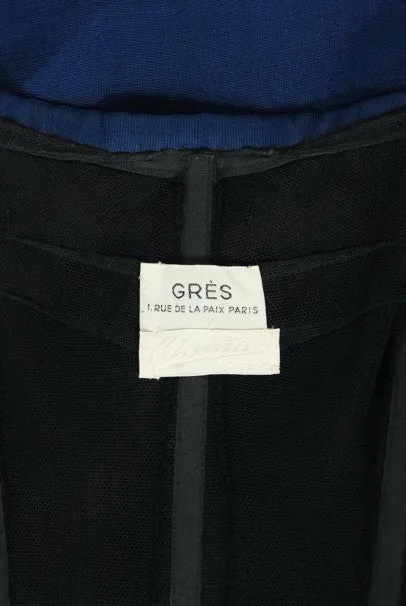 GRÈS
1, RUE DE LA PAIX PARIS